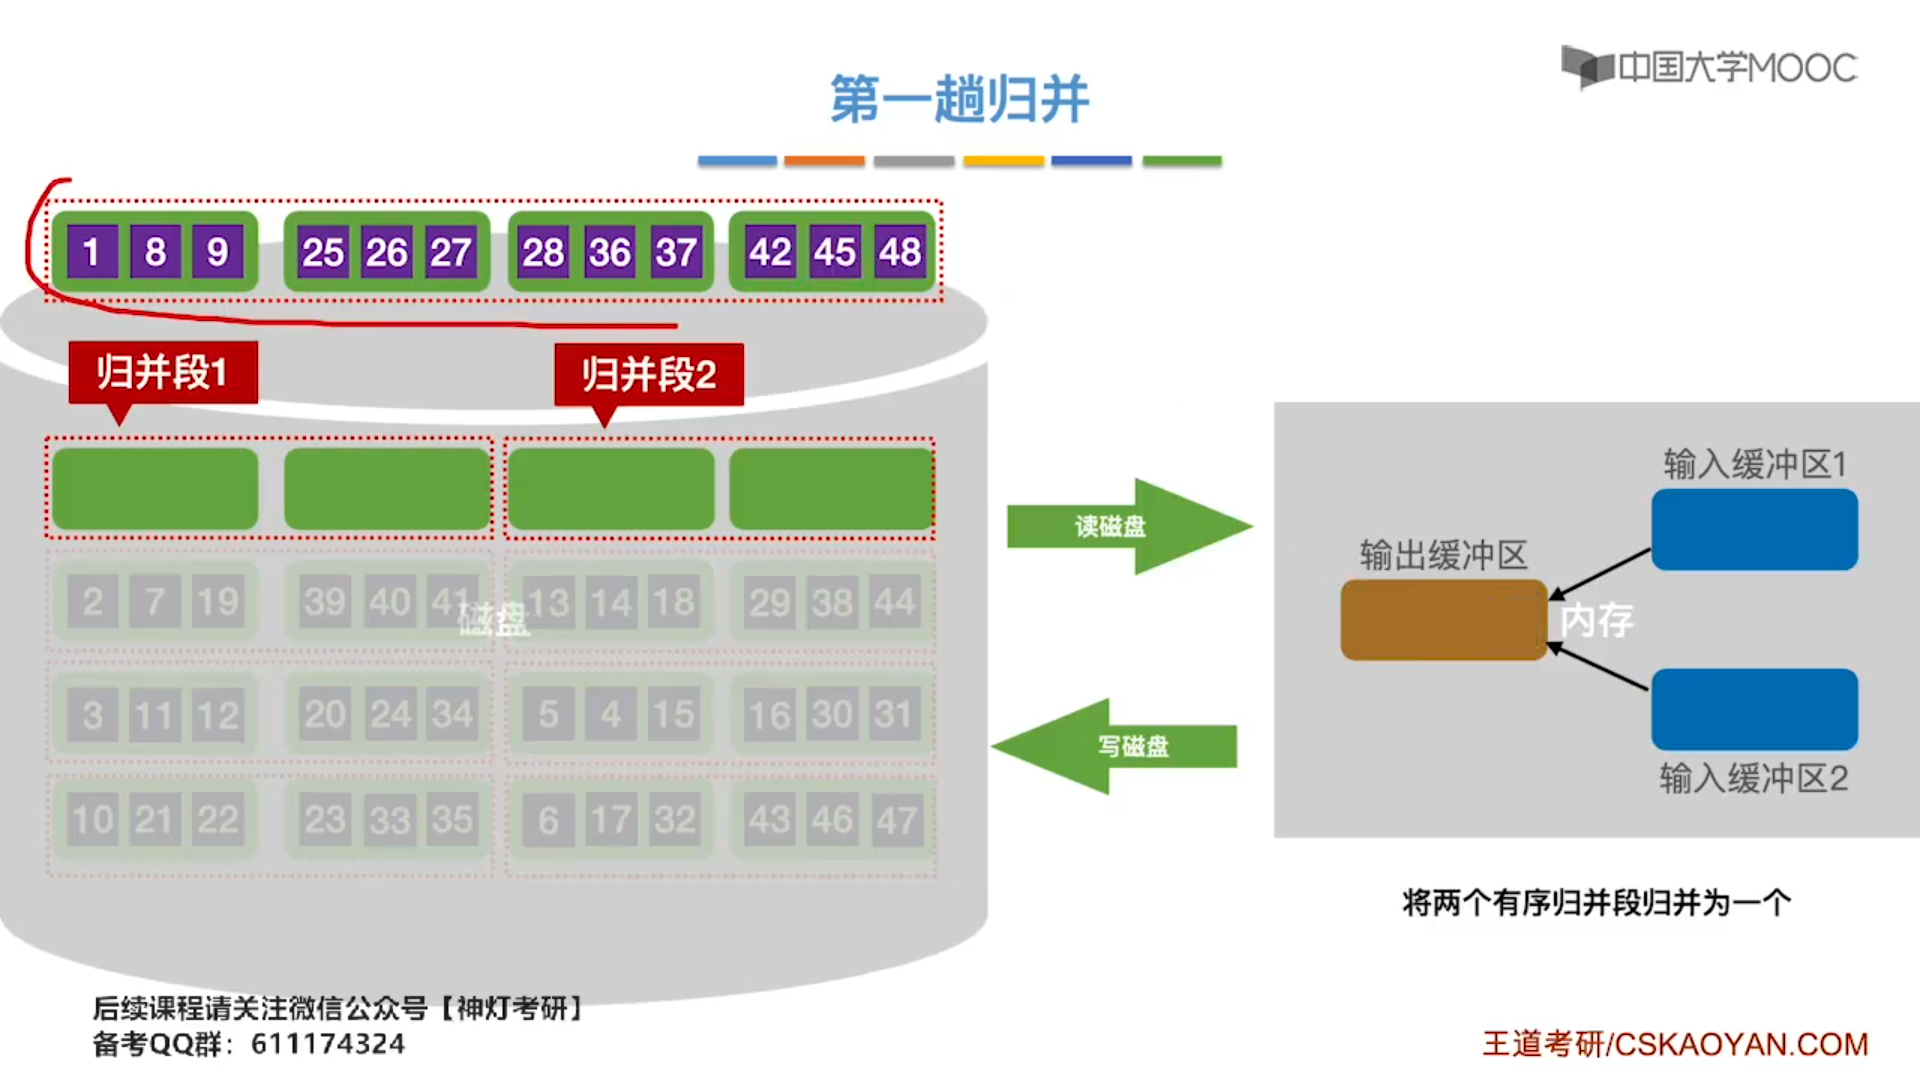 中国大学MOOC
第一趟归并
1 8 9 25 26 27 28 36 37 42 45 48
归并段1 归并段2
输入缓冲区1
读磁盘
输出缓冲区
2 7 19 39 40 41 13 14 18 29 38 44
磁盘
内存
3 11 12 20 24 34 5 4 15 16 30 31
写磁盘
输入缓冲区2
10 21 22 23 33 35 6 17 32 43 46 47
将两个有序归并段归并为一个
后续课程请关注微信公众号【神灯考研】
备考QQ群：611174324
王道考研/CSKAOYAN.COM